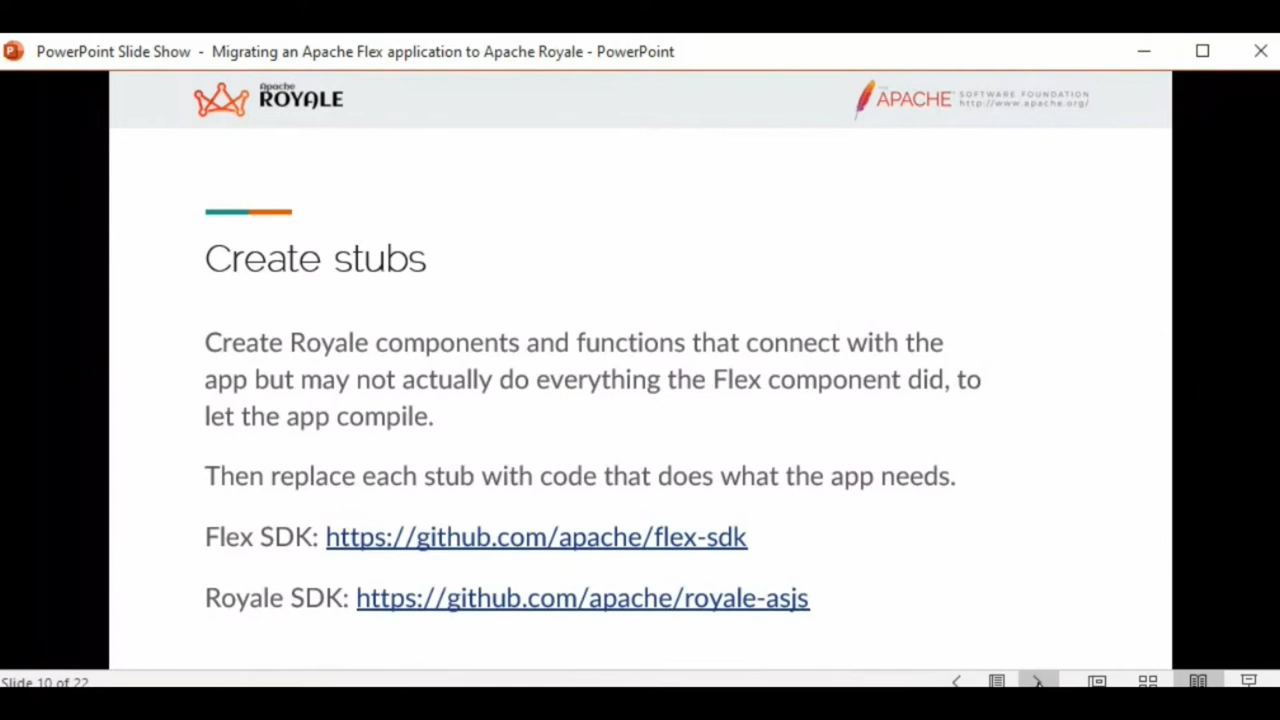 PowerPoint Slide Show - Migrating an Apache Flex application to Apache Royale - PowerPoint
Apache
ROYALE
THE
APACHE SOFTWARE FOUNDATION
http://www.apache.org/
Create stubs
Create Royale components and functions that connect with the
app but may not actually do everything the Flex component did, to
let the app compile.
Then replace each stub with code that does what the app needs.
Flex SDK: https://github.com/apache/flex-sdk
Royale SDK: https://github.com/apache/royale-asjs
Slide 10 of 22